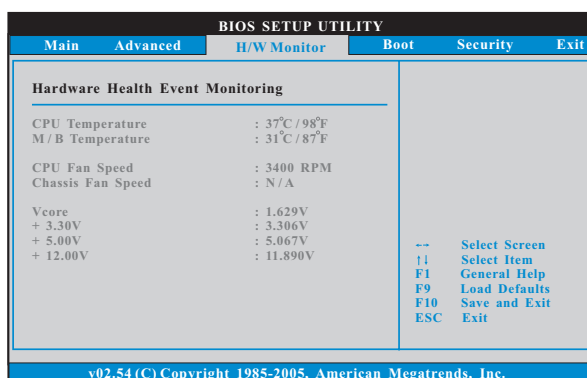 BIOS SETUP UTILITY
Main Advanced H/W Monitor Boot Security Exit
Hardware Health Event Monitoring
CPU Temperature : 37°C / 98°F
M / B Temperature : 31°C / 87°F
CPU Fan Speed : 3400 RPM
Chassis Fan Speed : N / A
Vcore : 1.629V
+ 3.30V : 3.306V
+ 5.00V : 5.067V
+ 12.00V : 11.890V
←→ Select Screen
↑↓ Select Item
F1 General Help
F9 Load Defaults
F10 Save and Exit
ESC Exit
v02.54 (C) Copyright 1985-2005, American Megatrends, Inc.